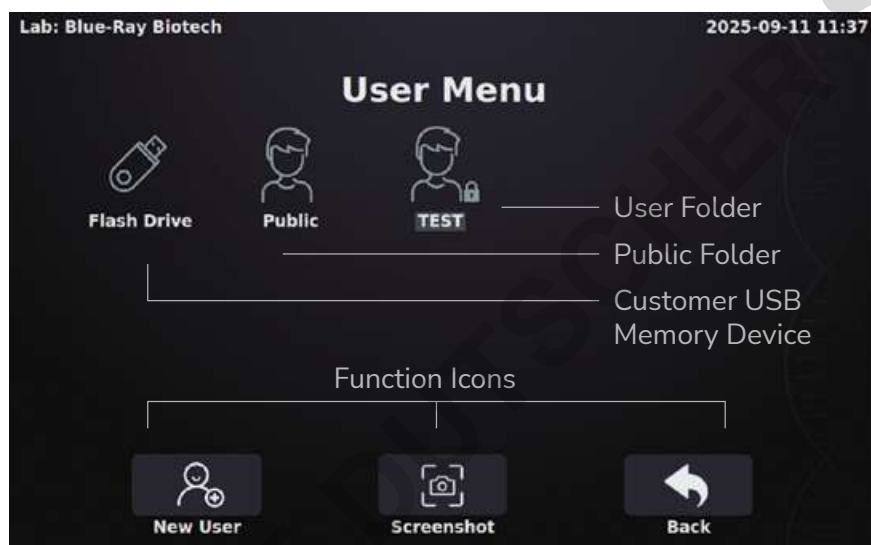 Lab: Blue-Ray Biotech
2025-09-11 11:37
User Menu
Flash Drive
Public
TEST
User Folder
Public Folder
Customer USB
Memory Device
Function Icons
New User
Screenshot
Back
DUTSCHER